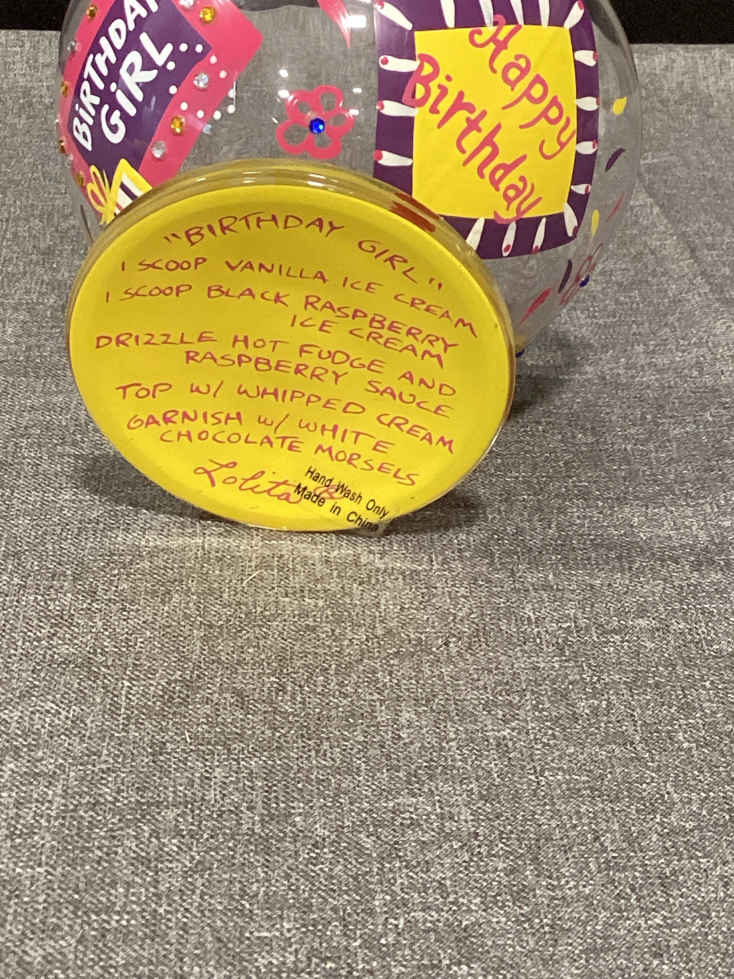 BIRTHDAY
GIRL
Happy
Birthday
"BIRTHDAY GIRL"
1 SCOOP VANILLA ICE CREAM
1 SCOOP BLACK RASPBERRY
ICE CREAM
DRIZZLE HOT FUDGE AND
RASPBERRY SAUCE
TOP W/ WHIPPED CREAM
GARNISH W/ WHITE
CHOCOLATE MORSELS
Lolita
Hand Wash Only
Made in China